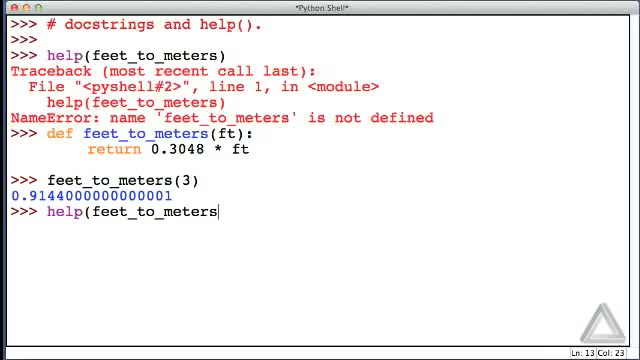 *Python Shell*
>>> # docstrings and help().
>>>
>>> help(feet_to_meters)
Traceback (most recent call last):
  File "<pyshell#2>", line 1, in <module>
    help(feet_to_meters)
NameError: name 'feet_to_meters' is not defined
>>> def feet_to_meters(ft):
        return 0.3048 * ft
>>> feet_to_meters(3)
0.9144000000000001
>>> help(feet_to_meters
Ln: 13 Col: 23